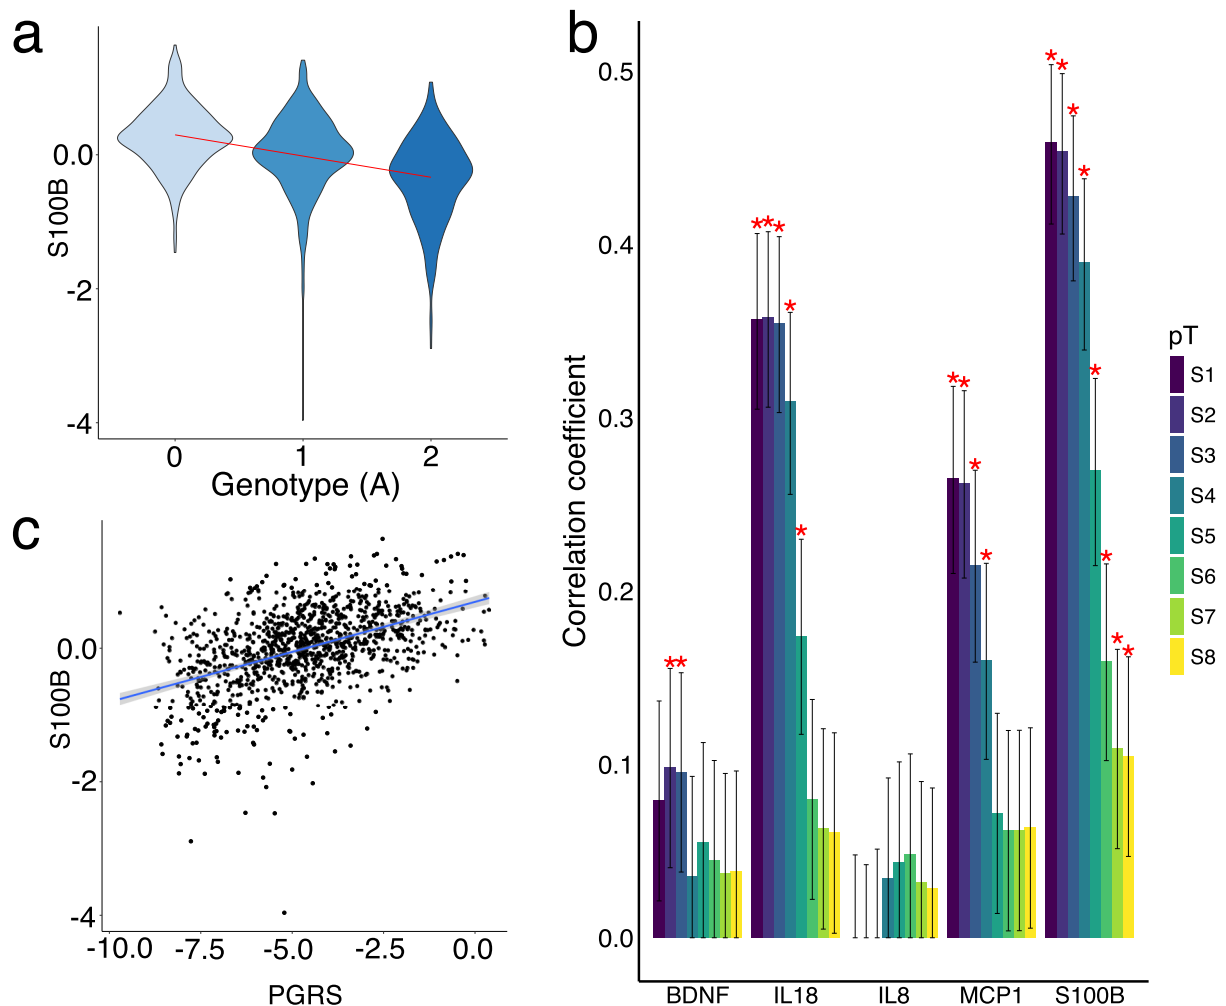 a
S100B
0.0
-2
-4
0
1
2
Genotype (A)
b
Correlation coefficient
0.5
0.4
0.3
0.2
0.1
0.0
* * * * * * * * * * * * * * * * * * *
BDNF
IL18
IL8
MCP1
S100B
pT
S1
S2
S3
S4
S5
S6
S7
S8
c
S100B
0.0
-2
-4
-10.0
-7.5
-5.0
-2.5
0.0
PGRS